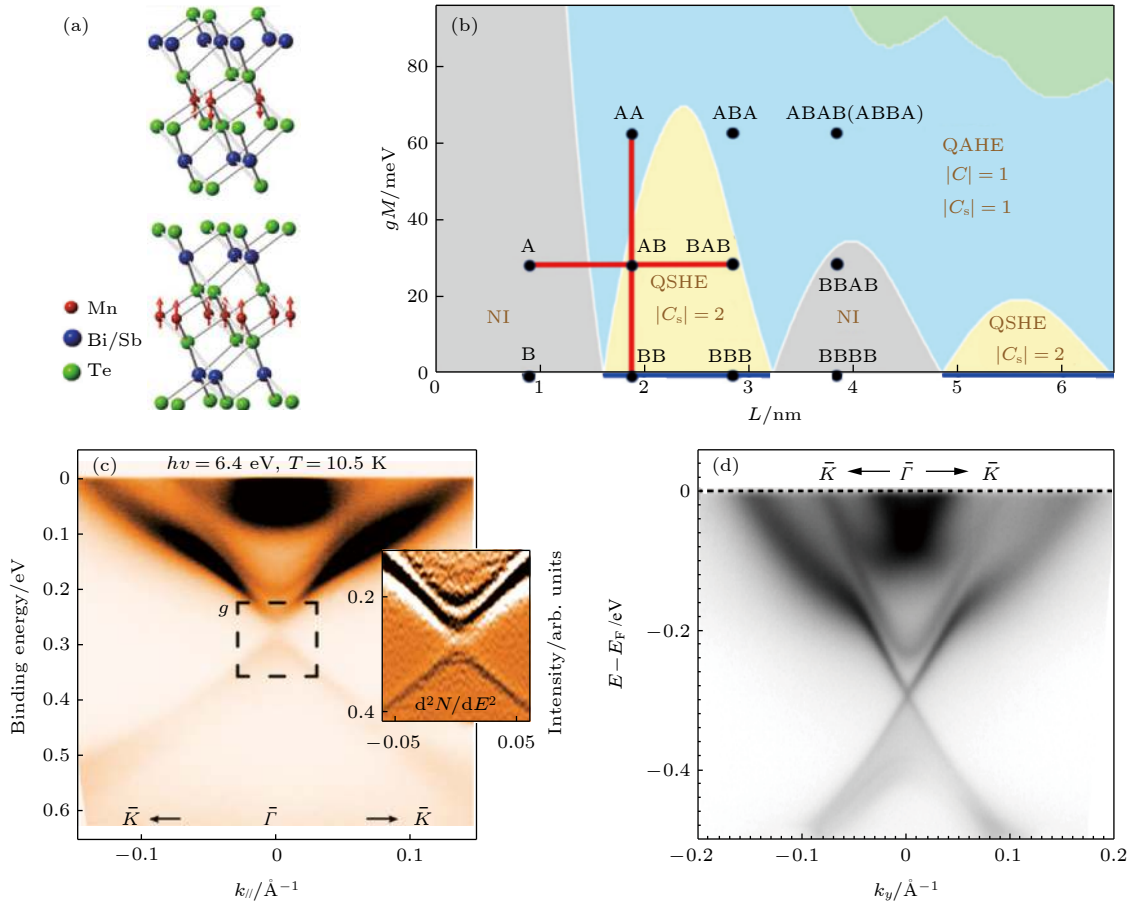 (a)
Mn
Bi/Sb
Te
(b)
gM/meV
80
60
40
20
0
AA
ABA
ABAB(ABBA)
QAHE
|C| = 1
|Cₛ| = 1
A
AB
BAB
QSHE
|Cₛ| = 2
BBAB
NI
NI
QSHE
|Cₛ| = 2
B
BB
BBB
BBBB
0 1 2 3 4 5 6
L/nm
(c)
hν = 6.4 eV, T = 10.5 K
Binding energy/eV
0
0.1
0.2
0.3
0.4
0.5
0.6
g
0.2
0.4
d²N/dE²
−0.05 0.05
Intensity/arb. units
K̄ Γ̄ K̄
−0.1 0 0.1
k〃/Å⁻¹
(d)
K̄ Γ̄ K̄
E−E_F/eV
0
−0.2
−0.4
−0.2 −0.1 0 0.1 0.2
k_y/Å⁻¹